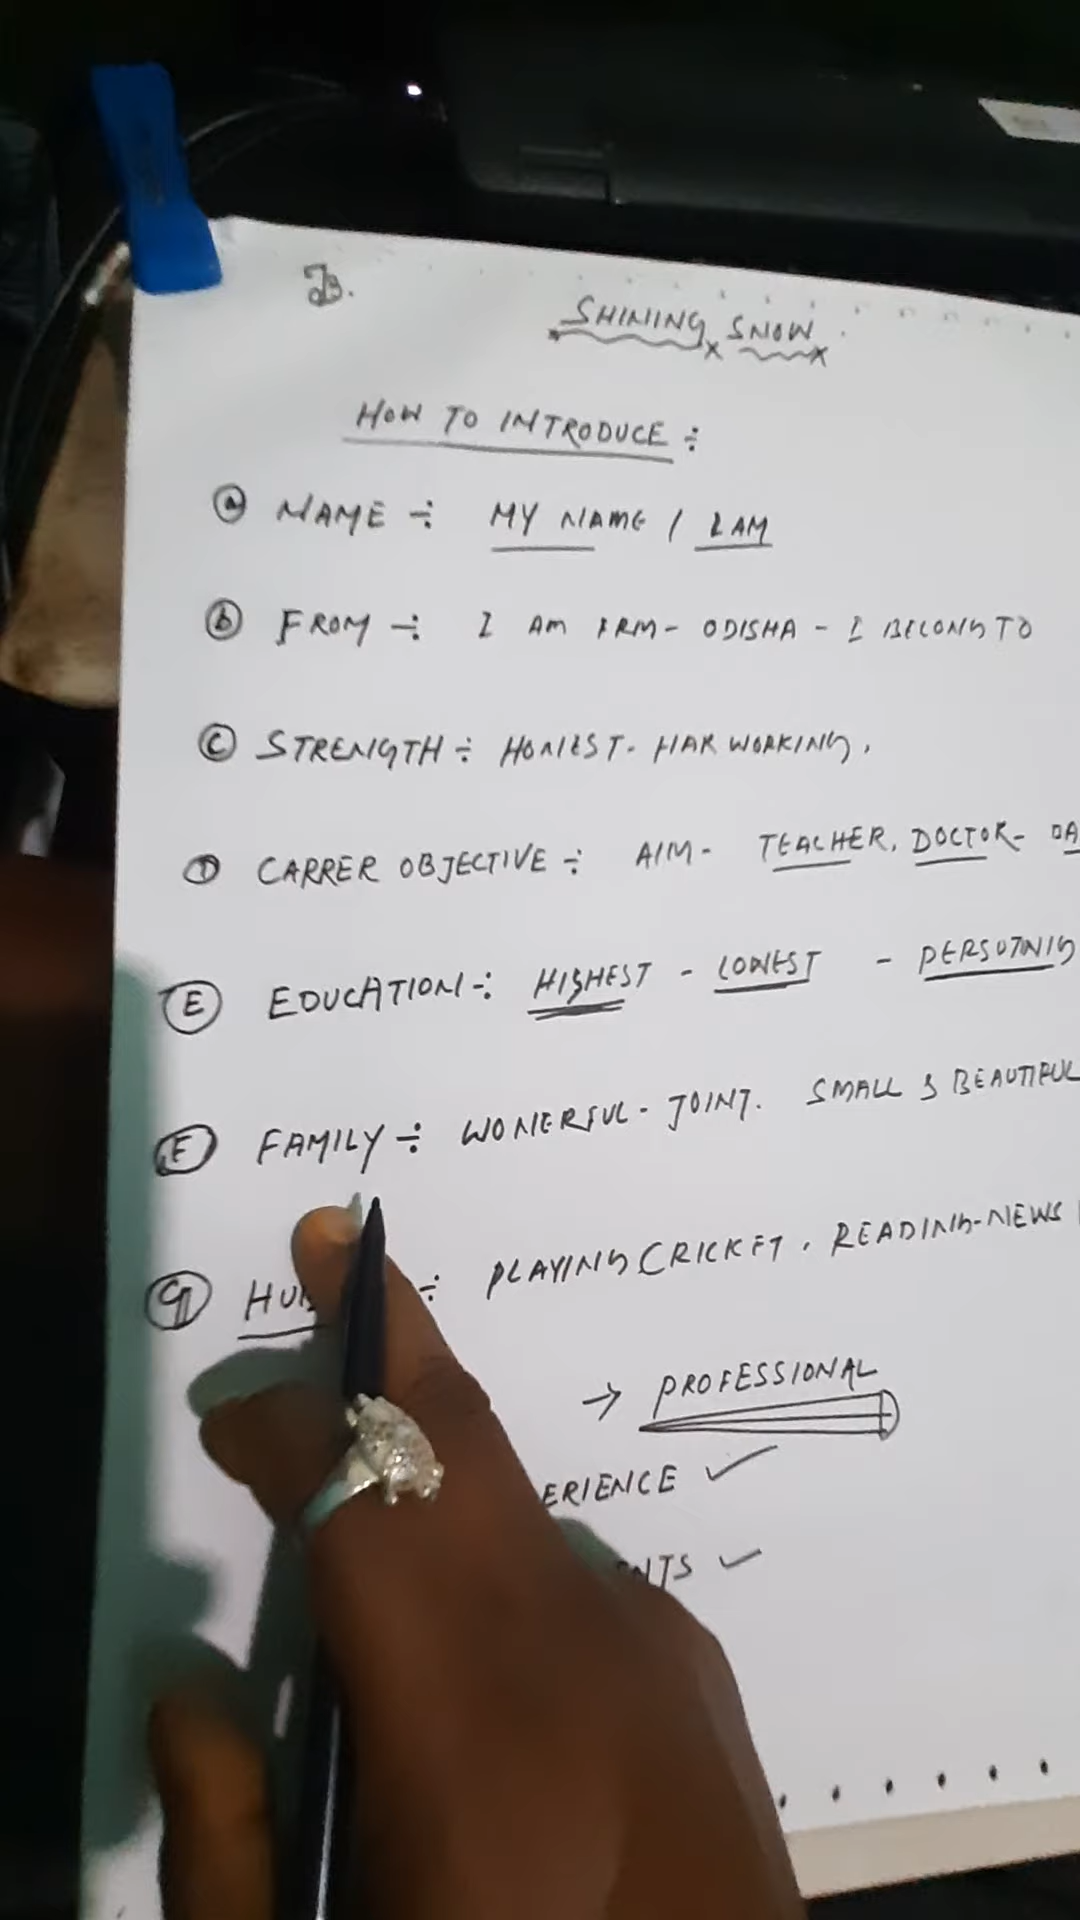 SHINING SNOW
HOW TO INTRODUCE ÷
ⓐ NAME ÷ MY NAME / I AM
ⓑ FROM ÷ I AM FRM - ODISHA - I BELONG TO
ⓒ STRENGTH ÷ HONEST. HAR WORKING,
ⓓ CARRER OBJECTIVE ÷ AIM - TEACHER, DOCTOR -
Ⓔ EDUCATION ÷ HIGHEST - LOWEST -
Ⓕ FAMILY ÷ WONERFUL - JOINT. SMALL & BEAUTIFUL
Ⓖ ÷ PLAYING CRICKET, READING-NEWS
→ PROFESSIONAL
ERIENCE ✓
NTS ✓